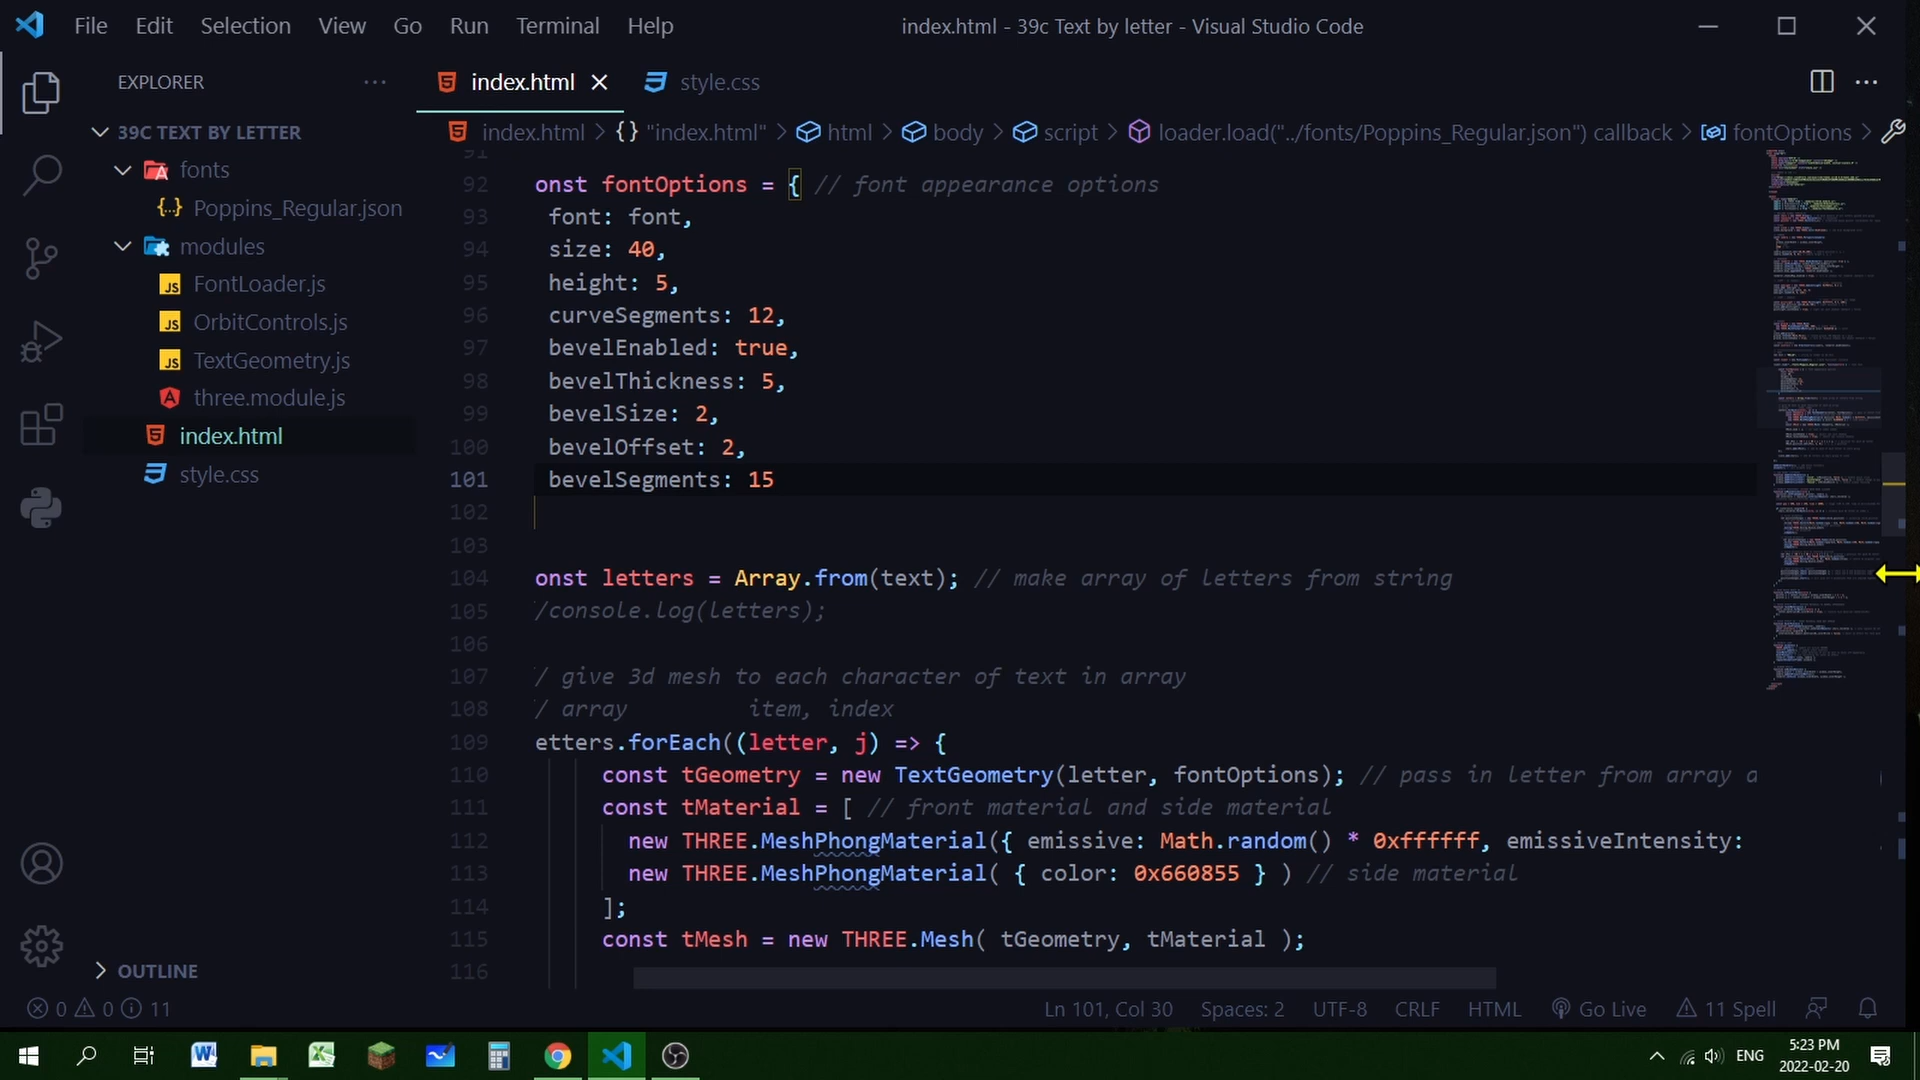 File Edit Selection View Go Run Terminal Help
index.html - 39c Text by letter - Visual Studio Code
EXPLORER
index.html
style.css
39C TEXT BY LETTER
fonts
Poppins_Regular.json
modules
FontLoader.js
OrbitControls.js
TextGeometry.js
three.module.js
index.html
style.css
OUTLINE
index.html > {} "index.html" > html > body > script > loader.load("../fonts/Poppins_Regular.json") callback > fontOptions >
91
92 onst fontOptions = { // font appearance options
93 font: font,
94 size: 40,
95 height: 5,
96 curveSegments: 12,
97 bevelEnabled: true,
98 bevelThickness: 5,
99 bevelSize: 2,
100 bevelOffset: 2,
101 bevelSegments: 15
102
103
104 onst letters = Array.from(text); // make array of letters from string
105 /console.log(letters);
106
107 / give 3d mesh to each character of text in array
108 / array item, index
109 etters.forEach((letter, j) => {
110 const tGeometry = new TextGeometry(letter, fontOptions); // pass in letter from array a
111 const tMaterial = [ // front material and side material
112 new THREE.MeshPhongMaterial({ emissive: Math.random() * 0xffffff, emissiveIntensity:
113 new THREE.MeshPhongMaterial( { color: 0x660855 } ) // side material
114 ];
115 const tMesh = new THREE.Mesh( tGeometry, tMaterial );
116
0 0 11
Ln 101, Col 30 Spaces: 2 UTF-8 CRLF HTML Go Live 11 Spell
ENG
5:23 PM
2022-02-20